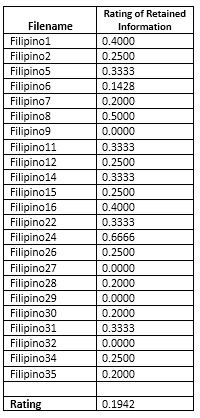 Filename Rating of Retained Information
Filipino1 0.4000
Filipino2 0.2500
Filipino5 0.3333
Filipino6 0.1428
Filipino7 0.2000
Filipino8 0.5000
Filipino9 0.0000
Filipino11 0.3333
Filipino12 0.2500
Filipino14 0.3333
Filipino15 0.2500
Filipino16 0.4000
Filipino22 0.3333
Filipino24 0.6666
Filipino26 0.2500
Filipino27 0.0000
Filipino28 0.2000
Filipino29 0.0000
Filipino30 0.2000
Filipino31 0.3333
Filipino32 0.0000
Filipino34 0.2500
Filipino35 0.2000
Rating 0.1942